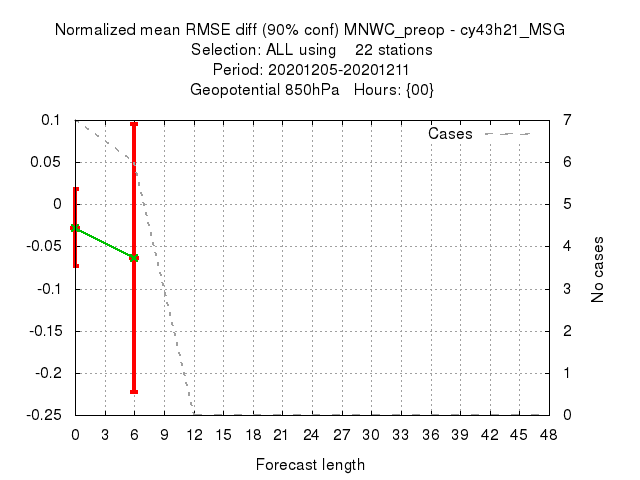 Normalized mean RMSE diff (90% conf) MNWC_preop - cy43h21_MSG
Selection: ALL using 22 stations
Period: 20201205-20201211
Geopotential 850hPa Hours: {00}
Cases
0.1
0.05
0
-0.05
-0.1
-0.15
-0.2
-0.25
7
6
5
4
3
2
1
0
No cases
0 3 6 9 12 15 18 21 24 27 30 33 36 39 42 45 48
Forecast length